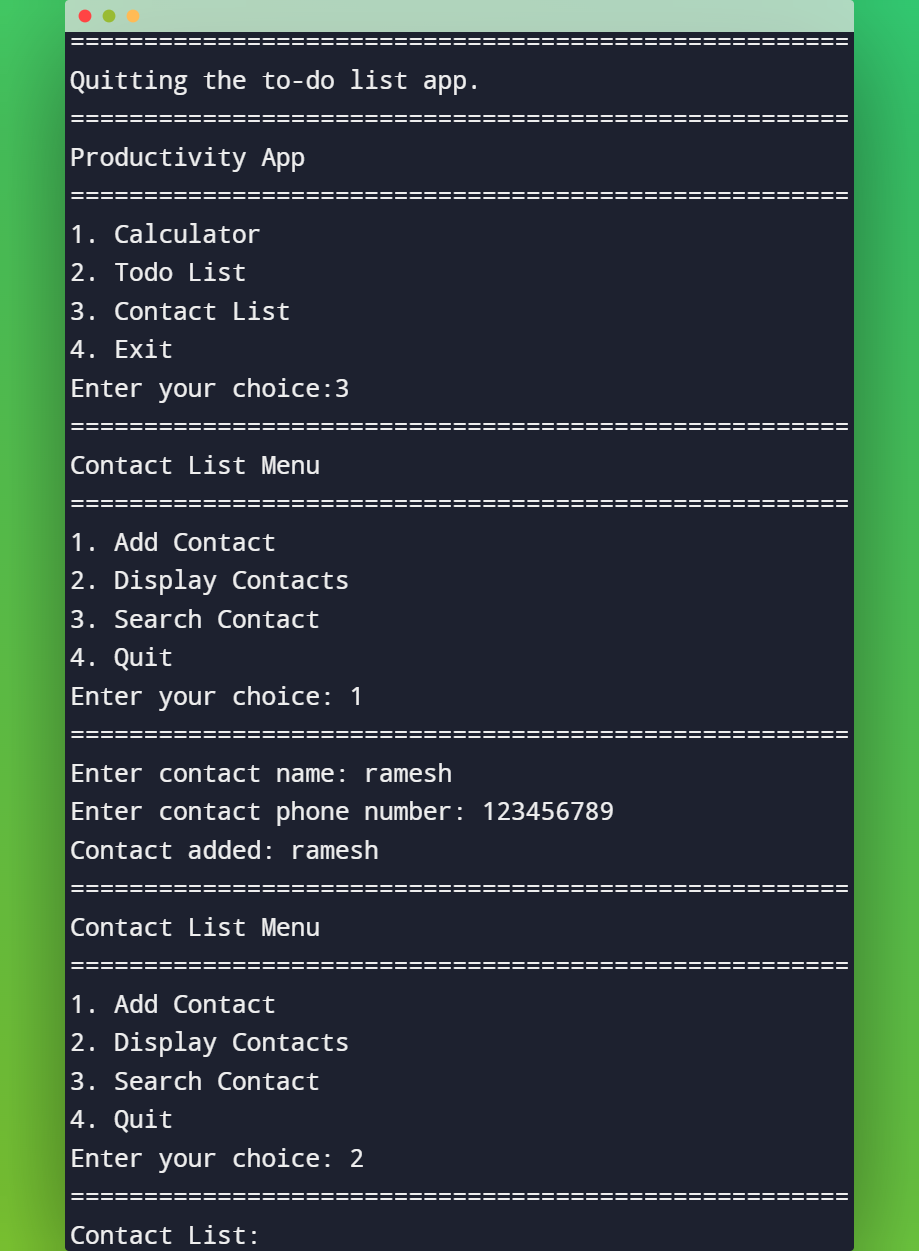 =====================================================
Quitting the to-do list app.
=====================================================
Productivity App
=====================================================
1. Calculator
2. Todo List
3. Contact List
4. Exit
Enter your choice:3
=====================================================
Contact List Menu
=====================================================
1. Add Contact
2. Display Contacts
3. Search Contact
4. Quit
Enter your choice: 1
=====================================================
Enter contact name: ramesh
Enter contact phone number: 123456789
Contact added: ramesh
=====================================================
Contact List Menu
=====================================================
1. Add Contact
2. Display Contacts
3. Search Contact
4. Quit
Enter your choice: 2
=====================================================
Contact List: